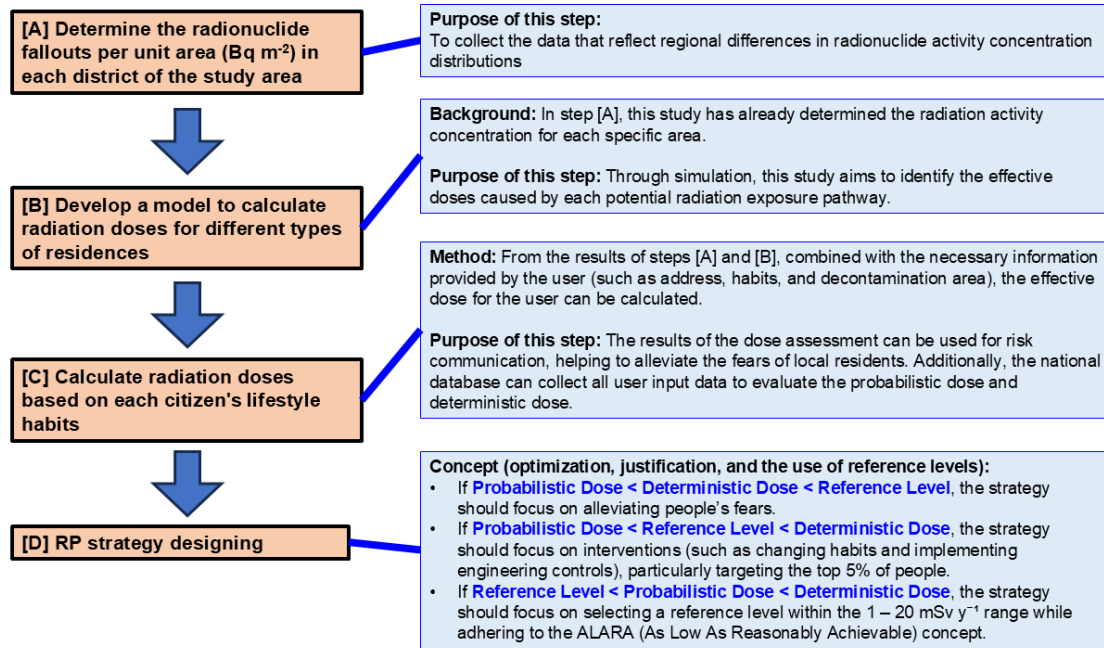 [A] Determine the radionuclide
fallouts per unit area (Bq m⁻²) in
each district of the study area
Purpose of this step:
To collect the data that reflect regional differences in radionuclide activity concentration
distributions
Background: In step [A], this study has already determined the radiation activity
concentration for each specific area.
Purpose of this step: Through simulation, this study aims to identify the effective
doses caused by each potential radiation exposure pathway.
[B] Develop a model to calculate
radiation doses for different types
of residences
Method: From the results of steps [A] and [B], combined with the necessary information
provided by the user (such as address, habits, and decontamination area), the effective
dose for the user can be calculated.
Purpose of this step: The results of the dose assessment can be used for risk
communication, helping to alleviate the fears of local residents. Additionally, the national
database can collect all user input data to evaluate the probabilistic dose and
deterministic dose.
[C] Calculate radiation doses
based on each citizen's lifestyle
habits
[D] RP strategy designing
Concept (optimization, justification, and the use of reference levels):
• If Probabilistic Dose < Deterministic Dose < Reference Level, the strategy
should focus on alleviating people's fears.
• If Probabilistic Dose < Reference Level < Deterministic Dose, the strategy
should focus on interventions (such as changing habits and implementing
engineering controls), particularly targeting the top 5% of people.
• If Reference Level < Probabilistic Dose < Deterministic Dose, the strategy
should focus on selecting a reference level within the 1 – 20 mSv y⁻¹ range while
adhering to the ALARA (As Low As Reasonably Achievable) concept.